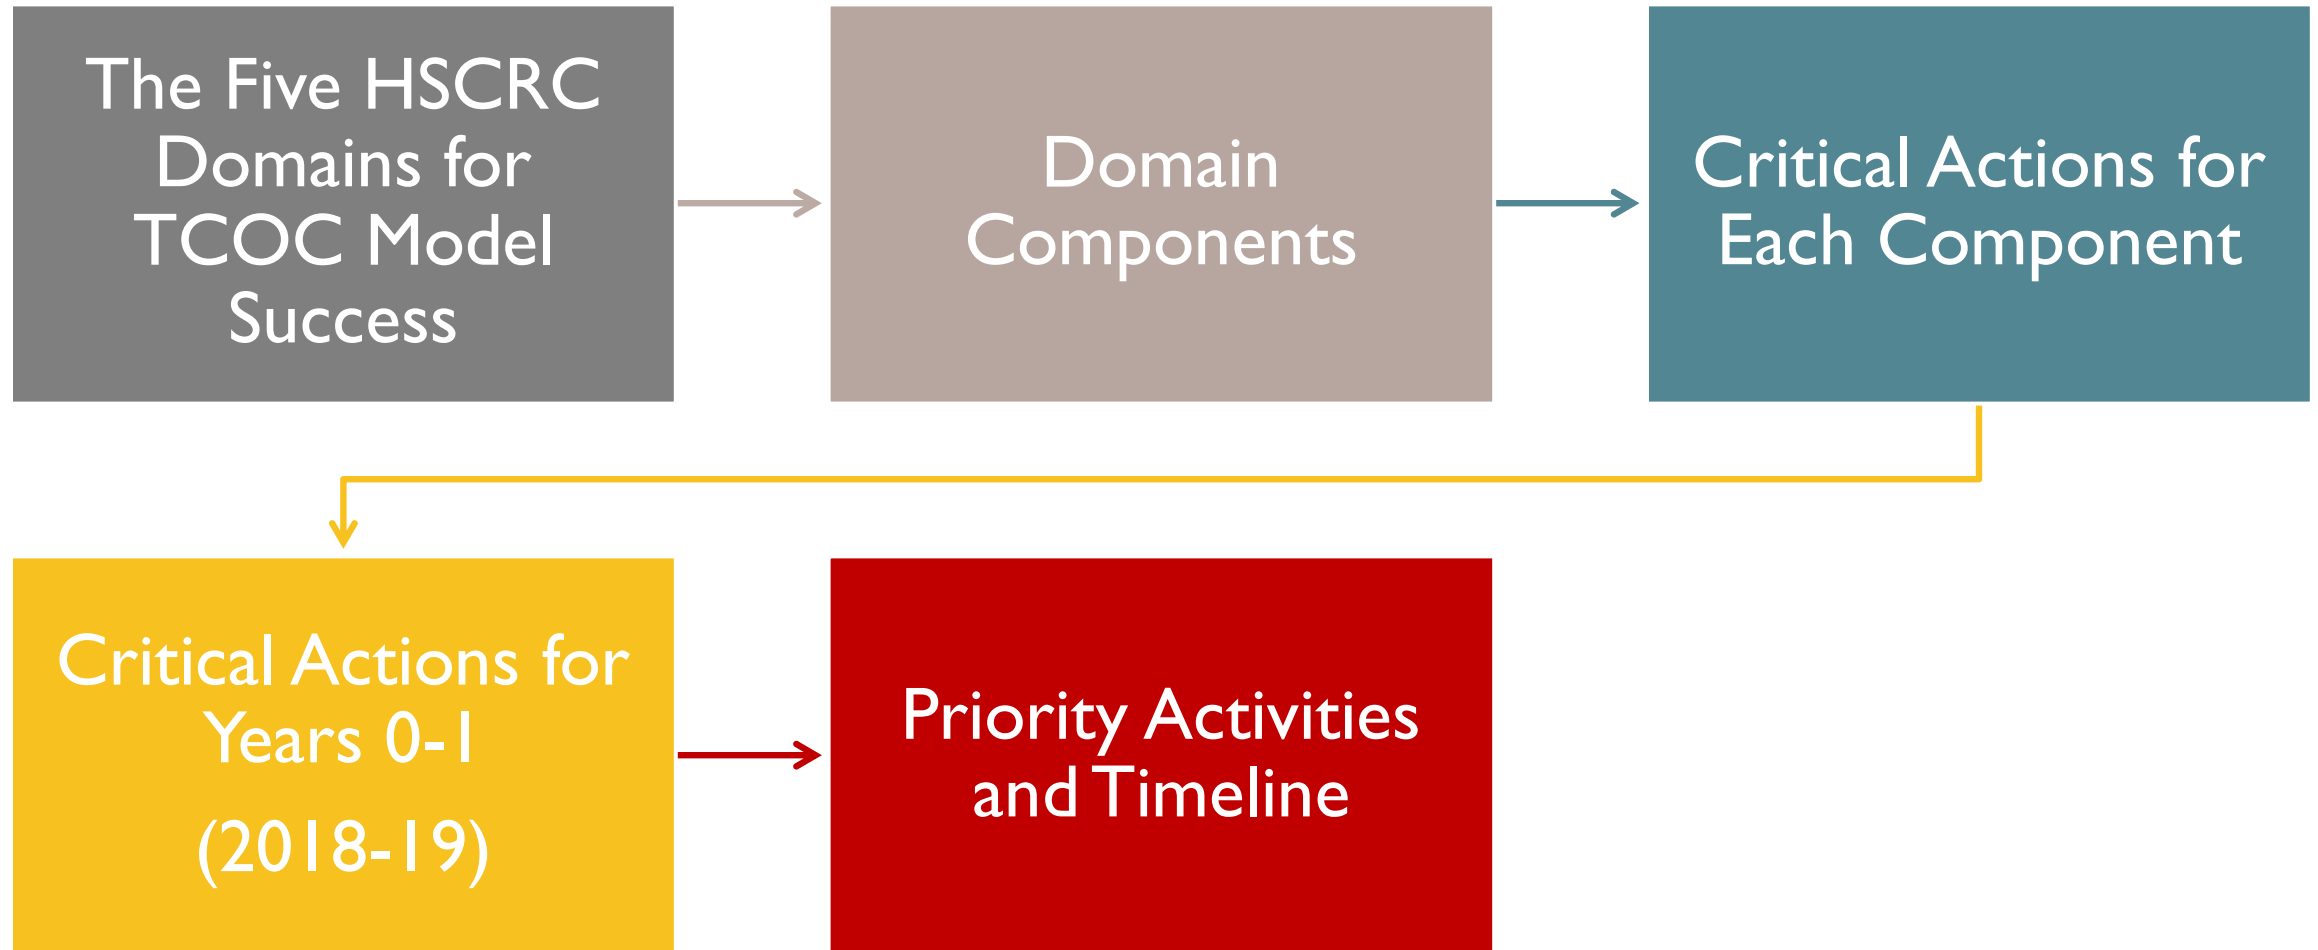 The Five HSCRC
Domains for
TCOC Model
Success
Domain
Components
Critical Actions for
Each Component
Critical Actions for
Years 0-1
(2018-19)
Priority Activities
and Timeline